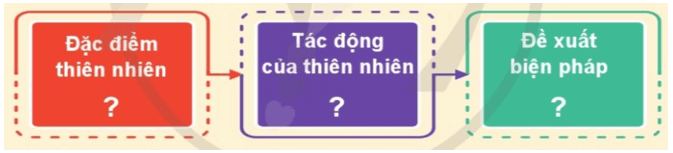 Đặc điểm
thiên nhiên
?
Tác động
của thiên nhiên
?
Đề xuất
biện pháp
?